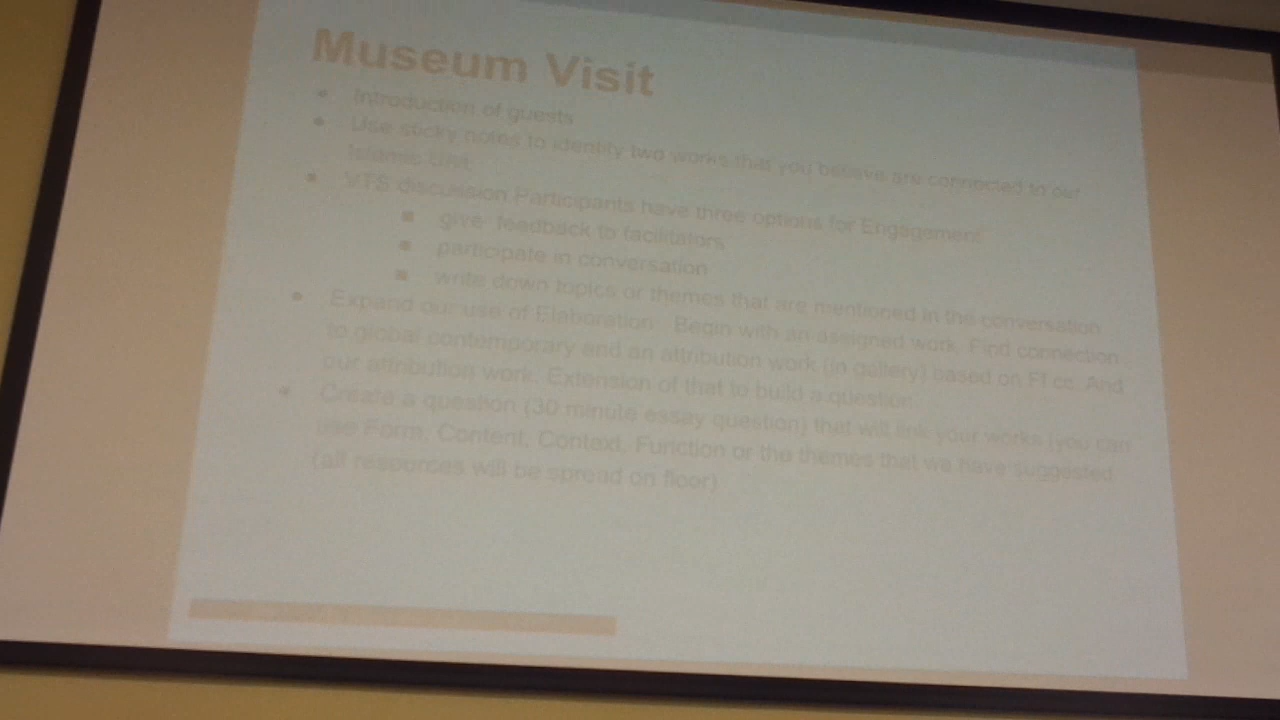 Museum Visit
Introduction of guests
Use sticky notes to identify two works that you believe are connected to our
Islamic Unit
VTS discussion Participants have three options for Engagement
give feedback to facilitators
participate in conversation
write down topics or themes that are mentioned in the conversation
Expand our use of Elaboration. Begin with an assigned work. Find connection
to global contemporary and an attribution work (in gallery) based on FFcc. And
our attribution work. Extension of that to build a question.
Create a question (30 minute essay question) that will link your works (you can
use Form, Content, Context, Function or the themes that we have suggested
(all resources will be spread on floor)